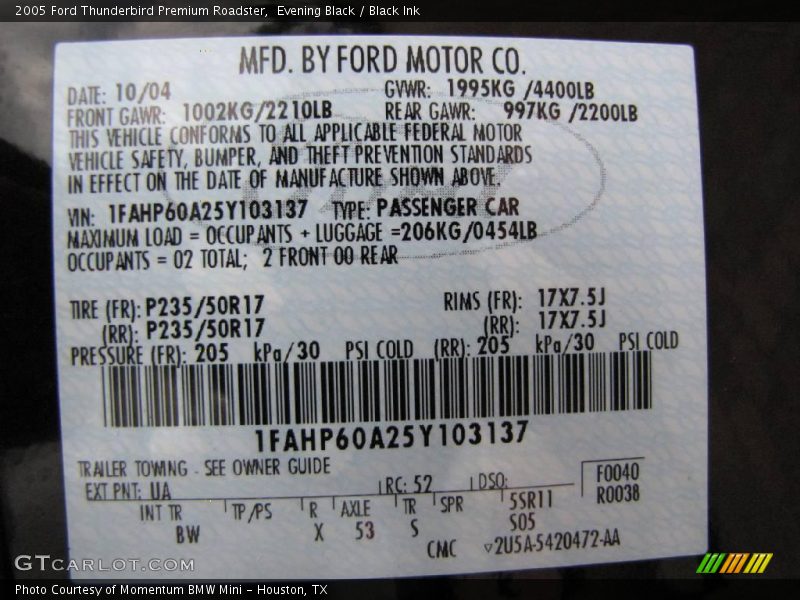 2005 Ford Thunderbird Premium Roadster, Evening Black / Black Ink
MFD. BY FORD MOTOR CO.
DATE: 10/04 GVWR: 1995KG /4400LB
FRONT GAWR: 1002KG/2210LB REAR GAWR: 997KG /2200LB
THIS VEHICLE CONFORMS TO ALL APPLICABLE FEDERAL MOTOR
VEHICLE SAFETY, BUMPER, AND THEFT PREVENTION STANDARDS
IN EFFECT ON THE DATE OF MANUFACTURE SHOWN ABOVE.
VIN: 1FAHP60A25Y103137 TYPE: PASSENGER CAR
MAXIMUM LOAD = OCCUPANTS + LUGGAGE =206KG/0454LB
OCCUPANTS = 02 TOTAL; 2 FRONT 00 REAR
TIRE (FR): P235/50R17 RIMS (FR): 17X7.5J
(RR): P235/50R17 (RR): 17X7.5J
PRESSURE (FR): 205 kPa/30 PSI COLD (RR): 205 kPa/30 PSI COLD
1FAHP60A25Y103137
TRAILER TOWING - SEE OWNER GUIDE
EXT PNT: UA RC: 52 DSO: F0040
R0038
INT TR TP/PS R AXLE TR SPR 5SR11
BW X 53 S S05
CMC ▽2U5A-5420472-AA
GTCARLOT.COM
Photo Courtesy of Momentum BMW Mini - Houston, TX